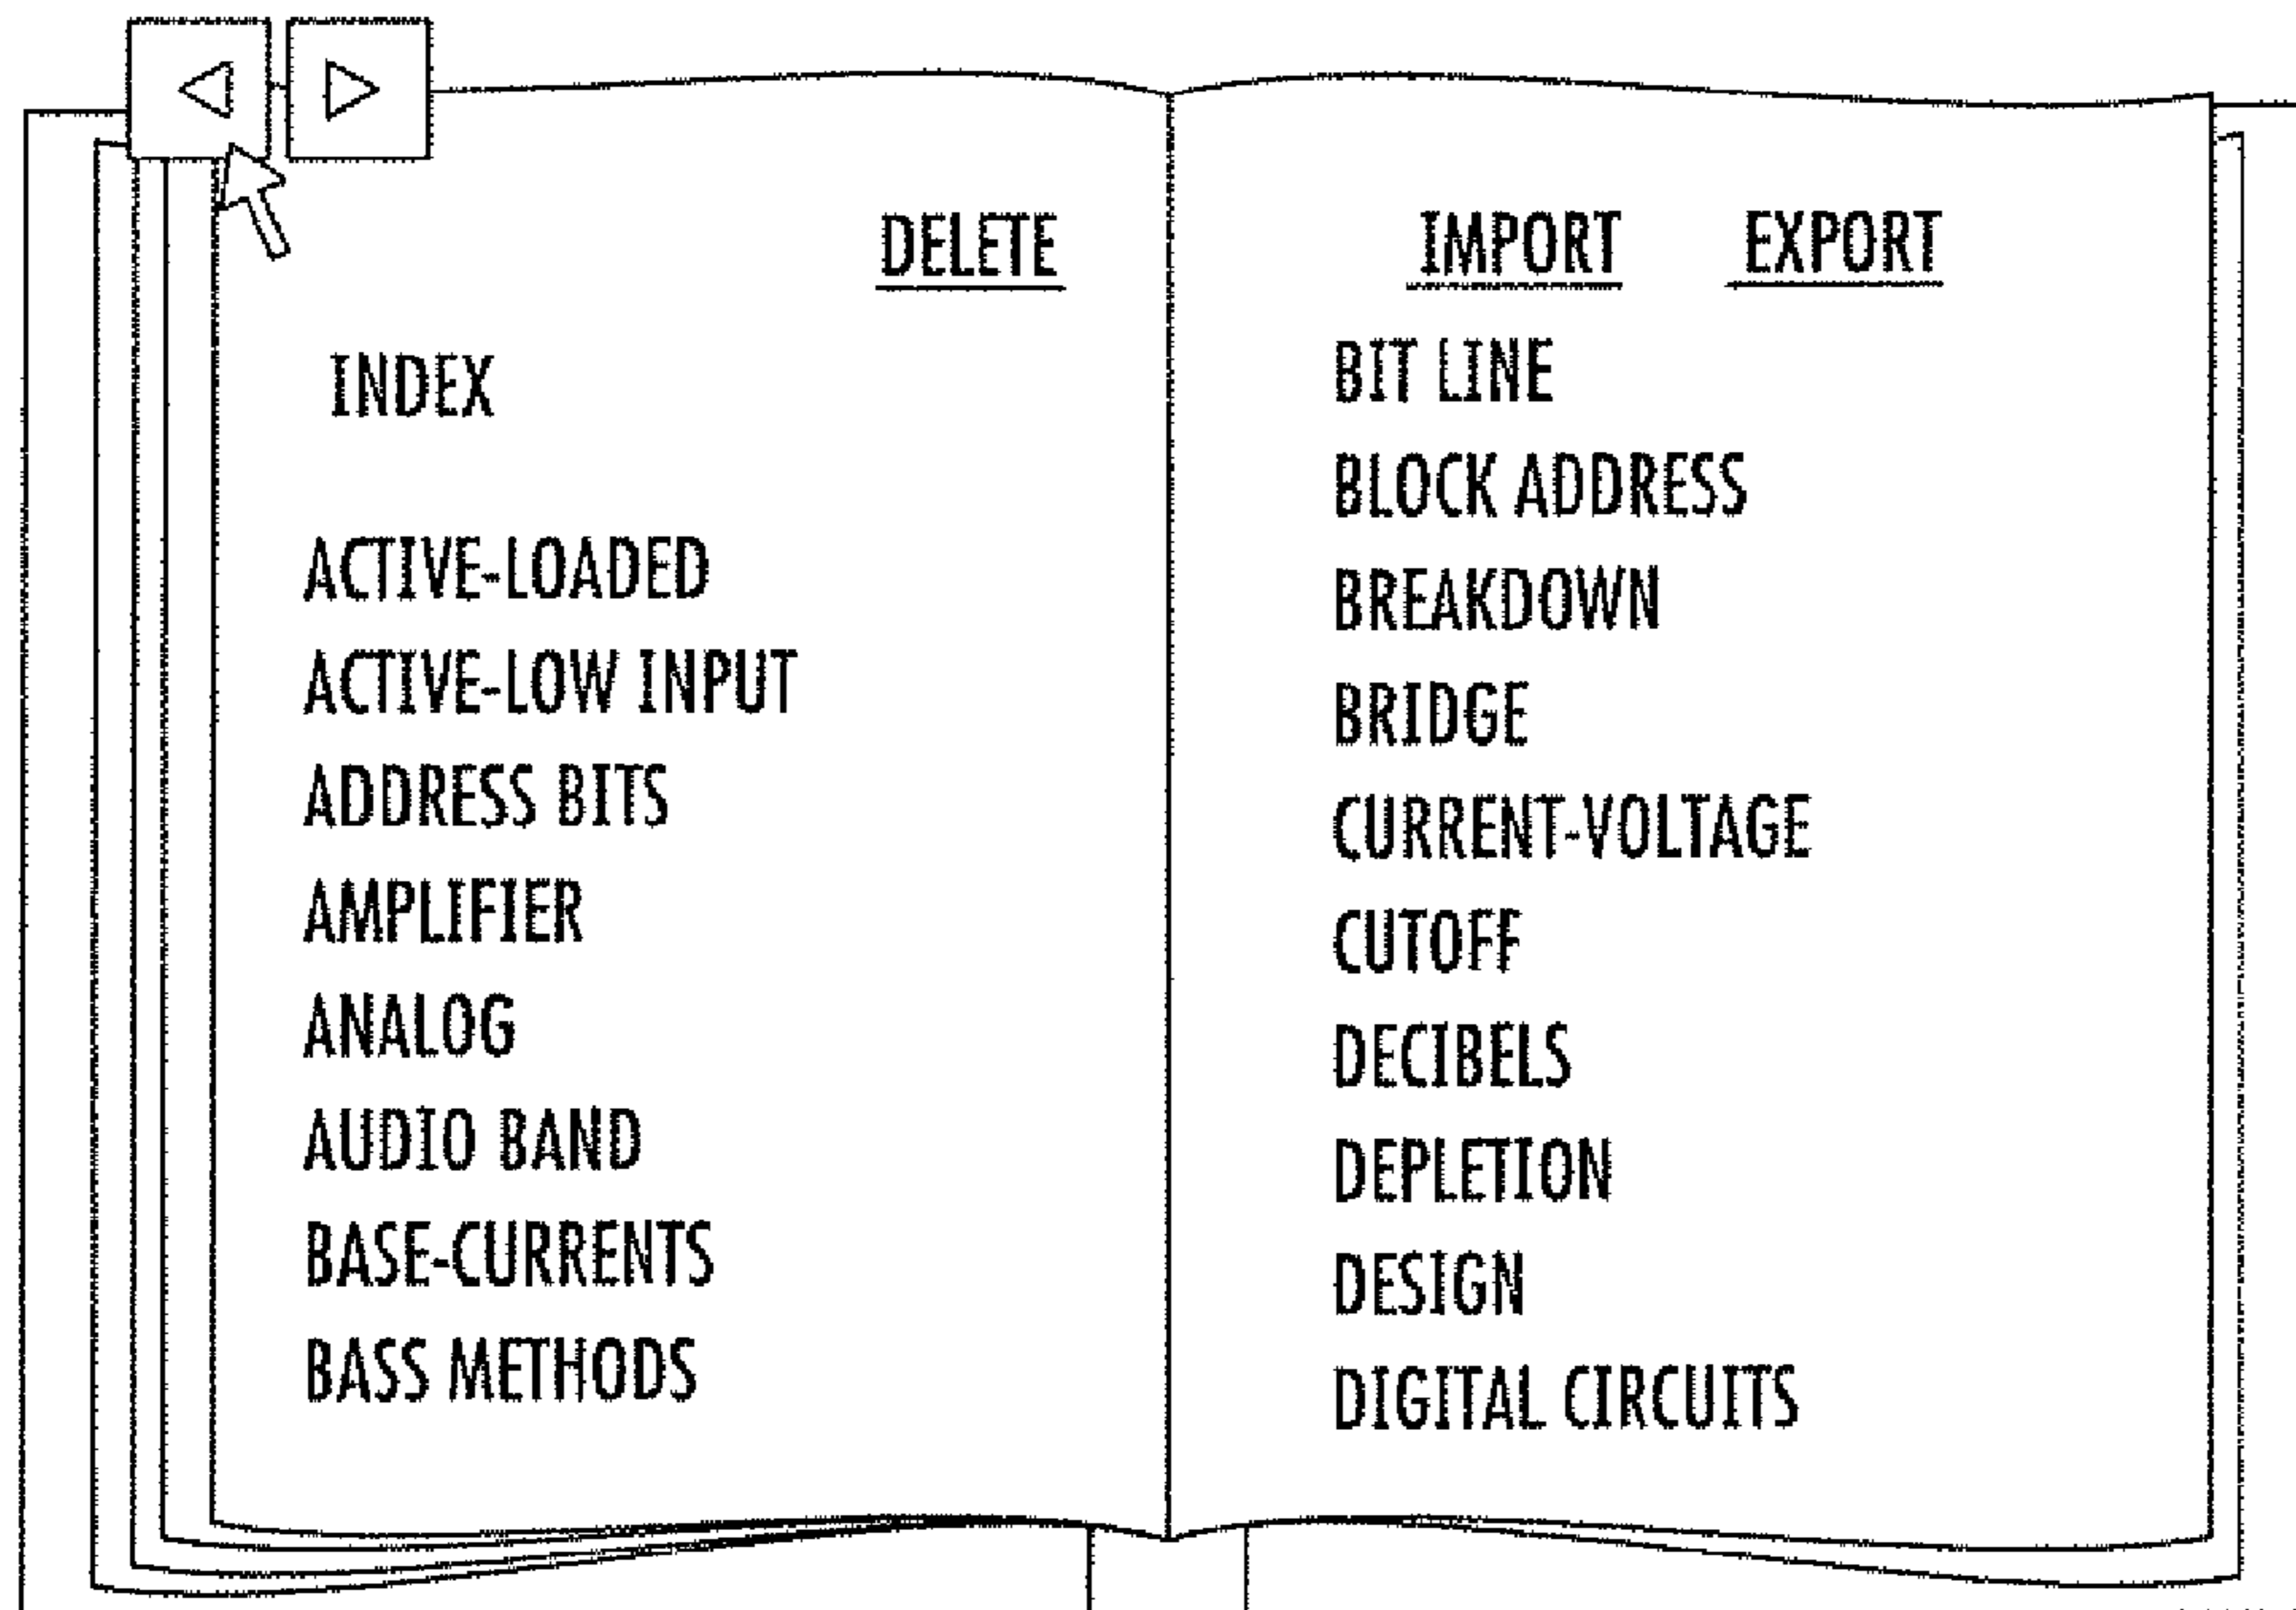 DELETE
INDEX
ACTIVE-LOADED
ACTIVE-LOW INPUT
ADDRESS BITS
AMPLIFIER
ANALOG
AUDIO BAND
BASE-CURRENTS
BASS METHODS
IMPORT EXPORT
BIT LINE
BLOCK ADDRESS
BREAKDOWN
BRIDGE
CURRENT-VOLTAGE
CUTOFF
DECIBELS
DEPLETION
DESIGN
DIGITAL CIRCUITS